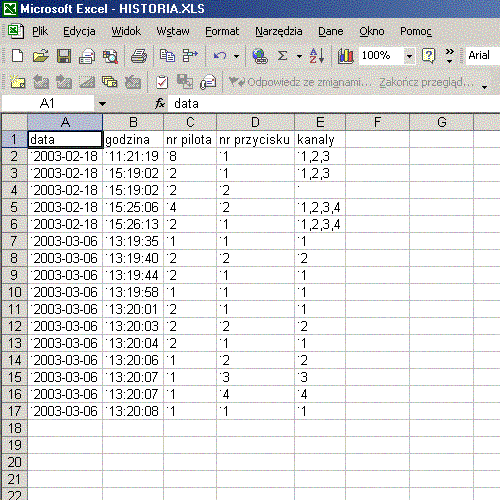 Microsoft Excel - HISTORIA.XLS
Plik Edycja Widok Wstaw Format Narzędzia Dane Okno Pomoc
100% Arial
Odpowiedz ze zmianami... Zakończ przegląd...
A1 fx data
A B C D E F G
1 data godzina nr pilota nr przycisku kanaly
2 `2003-02-18 `11:21:19 `8 `1 `1,2,3
3 `2003-02-18 `15:19:02 `2 `1 `1,2,3
4 `2003-02-18 `15:19:02 `2 `2 `
5 `2003-02-18 `15:25:06 `4 `2 `1,2,3,4
6 `2003-02-18 `15:26:13 `2 `1 `1,2,3,4
7 `2003-03-06 `13:19:35 `1 `1 `1
8 `2003-03-06 `13:19:40 `2 `2 `2
9 `2003-03-06 `13:19:44 `2 `1 `1
10 `2003-03-06 `13:19:58 `1 `1 `1
11 `2003-03-06 `13:20:01 `2 `1 `1
12 `2003-03-06 `13:20:03 `2 `2 `2
13 `2003-03-06 `13:20:04 `2 `1 `1
14 `2003-03-06 `13:20:06 `1 `2 `2
15 `2003-03-06 `13:20:07 `1 `3 `3
16 `2003-03-06 `13:20:07 `1 `4 `4
17 `2003-03-06 `13:20:08 `1 `1 `1
18
19
20
21
22